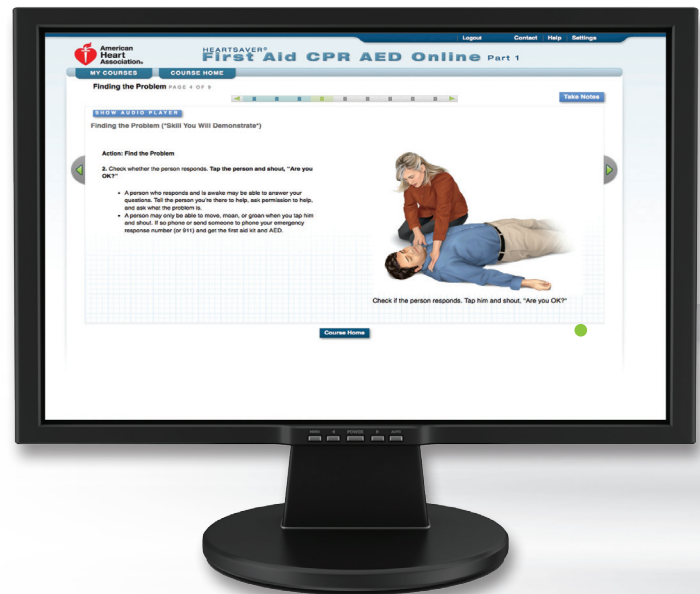 Logout Contact Help Settings
American
Heart
Association®
HEARTSAVER®
First Aid CPR AED Online Part 1
MY COURSES COURSE HOME
Finding the Problem PAGE 4 OF 9
Take Notes
SHOW AUDIO PLAYER
Finding the Problem ("Skill You Will Demonstrate")
Action: Find the Problem
2. Check whether the person responds. Tap the person and shout, "Are you
OK?"
• A person who responds and is awake may be able to answer your
questions. Tell the person you're there to help, ask permission to help,
and ask what the problem is.
• A person may only be able to move, moan, or groan when you tap him
and shout. If so phone or send someone to phone your emergency
response number (or 911) and get the first aid kit and AED.
Check if the person responds. Tap him and shout, "Are you OK?"
Course Home
MENU POWER AUTO